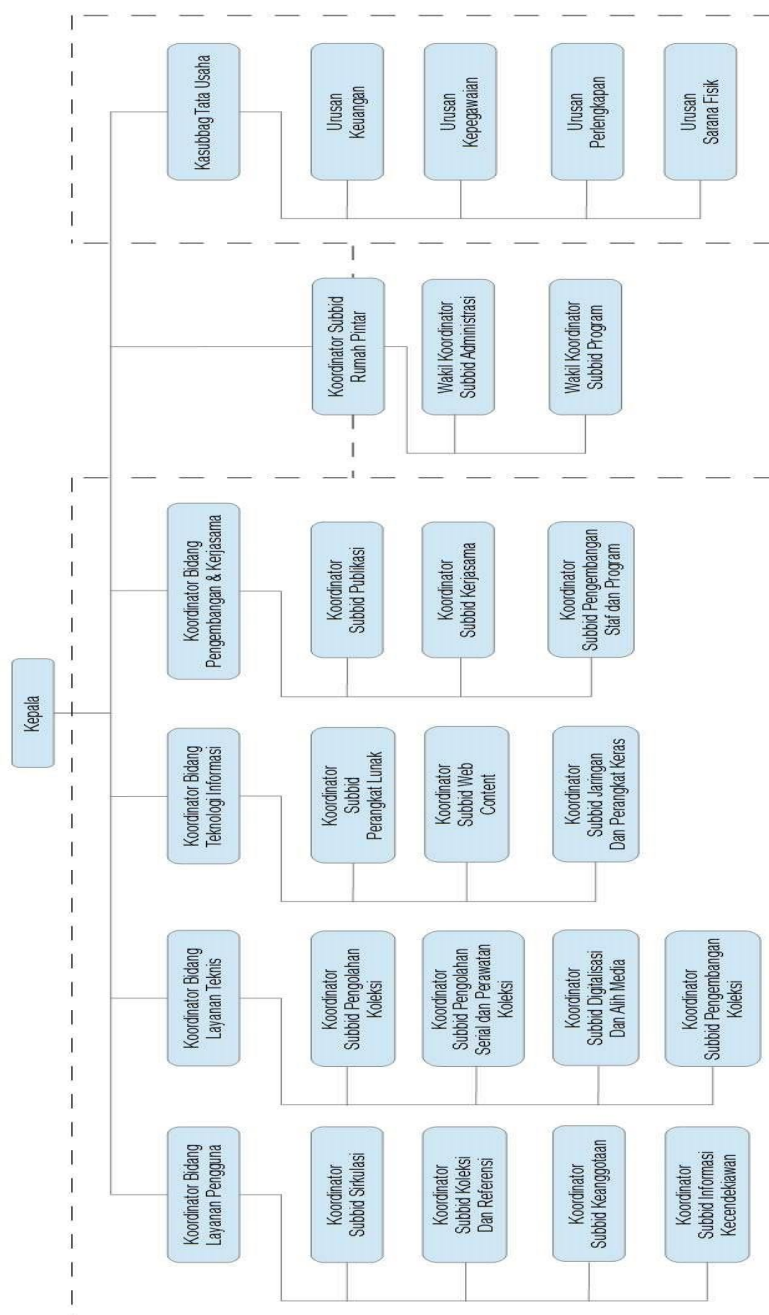 Kepala
Koordinator Bidang
Layanan Pengguna
Koordinator
Subbid Sirkulasi
Koordinator
Subbid Koleksi
Dan Referensi
Koordinator
Subbid Keanggotaan
Koordinator
Subbid Informasi
Kecendekiawan
Koordinator Bidang
Layanan Teknis
Koordinator
Subbid Pengolahan
Koleksi
Koordinator
Subbid Pengolahan
Serial dan Perawatan
Koleksi
Koordinator
Subbid Digitalisasi
Dan Alih Media
Koordinator
Subbid Pengembangan
Koleksi
Koordinator Bidang
Teknologi Informasi
Koordinator
Subbid
Perangkat Lunak
Koordinator
Subbid Web
Content
Koordinator
Subbid Jaringan
Dan Perangkat Keras
Koordinator Bidang
Pengembangan & Kerjasama
Koordinator
Subbid Publikasi
Koordinator
Subbid Kerjasama
Koordinator
Subbid Pengembangan
Staf dan Program
Koordinator Subbid
Rumah Pintar
Wakil Koordinator
Subbid Administrasi
Wakil Koordinator
Subbid Program
Kasubbag Tata Usaha
Urusan
Keuangan
Urusan
Kepegawaian
Urusan
Perlengkapan
Urusan
Sarana Fisik